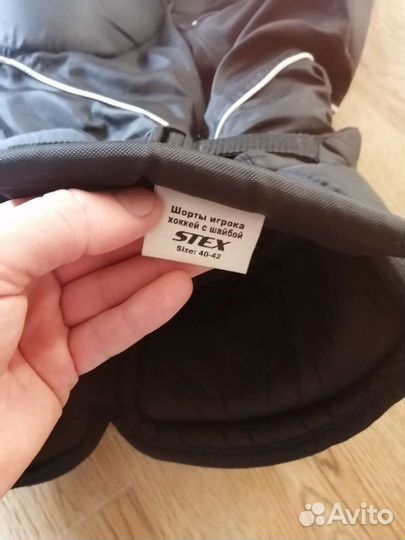 Шорты игрока
хоккей с шайбой
STEX
Size: 40-42
Avito